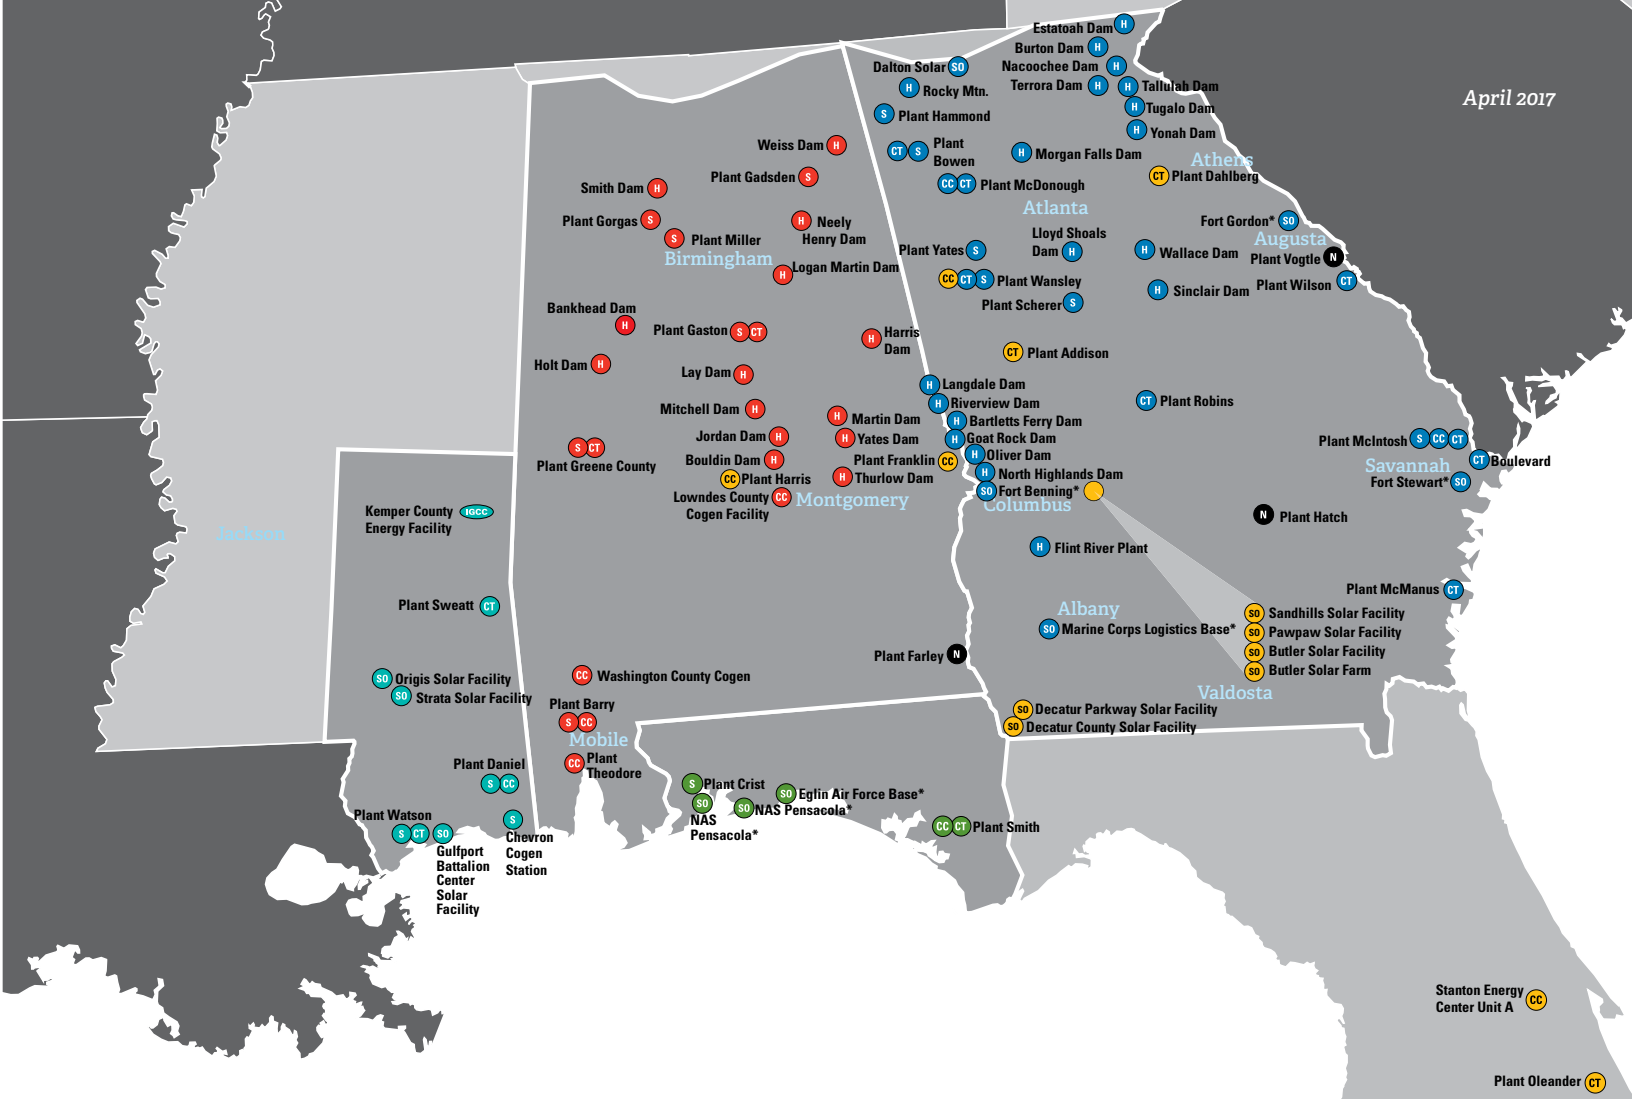 April 2017
Estatoah Dam H
Burton Dam H
Nacoochee Dam H
Terrora Dam H
H Tallulah Dam
H Tugalo Dam
H Yonah Dam
Dalton Solar SO
H Rocky Mtn.
S Plant Hammond
CT S Plant
Bowen
H Morgan Falls Dam
CC CT Plant McDonough
Athens
CT Plant Dahlberg
Atlanta
Fort Gordon* SO
Augusta
Plant Vogtle N
Plant Wilson CT
Lloyd Shoals
Dam H
Plant Yates S
H Wallace Dam
CC CT S Plant Wansley
H Sinclair Dam
Plant Scherer S
CT Plant Addison
CT Plant Robins
Weiss Dam H
Plant Gadsden S
Smith Dam H
Plant Gorgas S
S Plant Miller
H Neely
Henry Dam
Birmingham
H Logan Martin Dam
Bankhead Dam
H
Plant Gaston S CT
H Harris
Dam
Holt Dam H
Lay Dam H
Mitchell Dam H
H Martin Dam
Jordan Dam H
H Yates Dam
S CT
Plant Greene County
Bouldin Dam H
CC Plant Harris
H Thurlow Dam
Lowndes County CC
Cogen Facility
Montgomery
H Langdale Dam
H Riverview Dam
H Bartletts Ferry Dam
H Goat Rock Dam
H Oliver Dam
Plant Franklin CC
H North Highlands Dam
SO Fort Benning*
Columbus
Plant McIntosh S CC CT
CT Boulevard
Savannah
Fort Stewart* SO
N Plant Hatch
H Flint River Plant
Plant McManus CT
Albany
SO Marine Corps Logistics Base*
SO Sandhills Solar Facility
SO Pawpaw Solar Facility
SO Butler Solar Facility
SO Butler Solar Farm
Valdosta
Plant Farley N
SO Decatur Parkway Solar Facility
SO Decatur County Solar Facility
Jackson
Kemper County IGCC
Energy Facility
Plant Sweatt CT
SO Origis Solar Facility
SO Strata Solar Facility
CC Washington County Cogen
Plant Barry
S CC
Mobile
CC Plant
Theodore
Plant Daniel
S CC
Plant Watson
S CT SO
Gulfport
Battalion
Center
Solar
Facility
S
Chevron
Cogen
Station
S Plant Crist
SO
NAS
Pensacola*
SO NAS Pensacola*
SO Eglin Air Force Base*
CC CT Plant Smith
Stanton Energy
Center Unit A CC
Plant Oleander CT